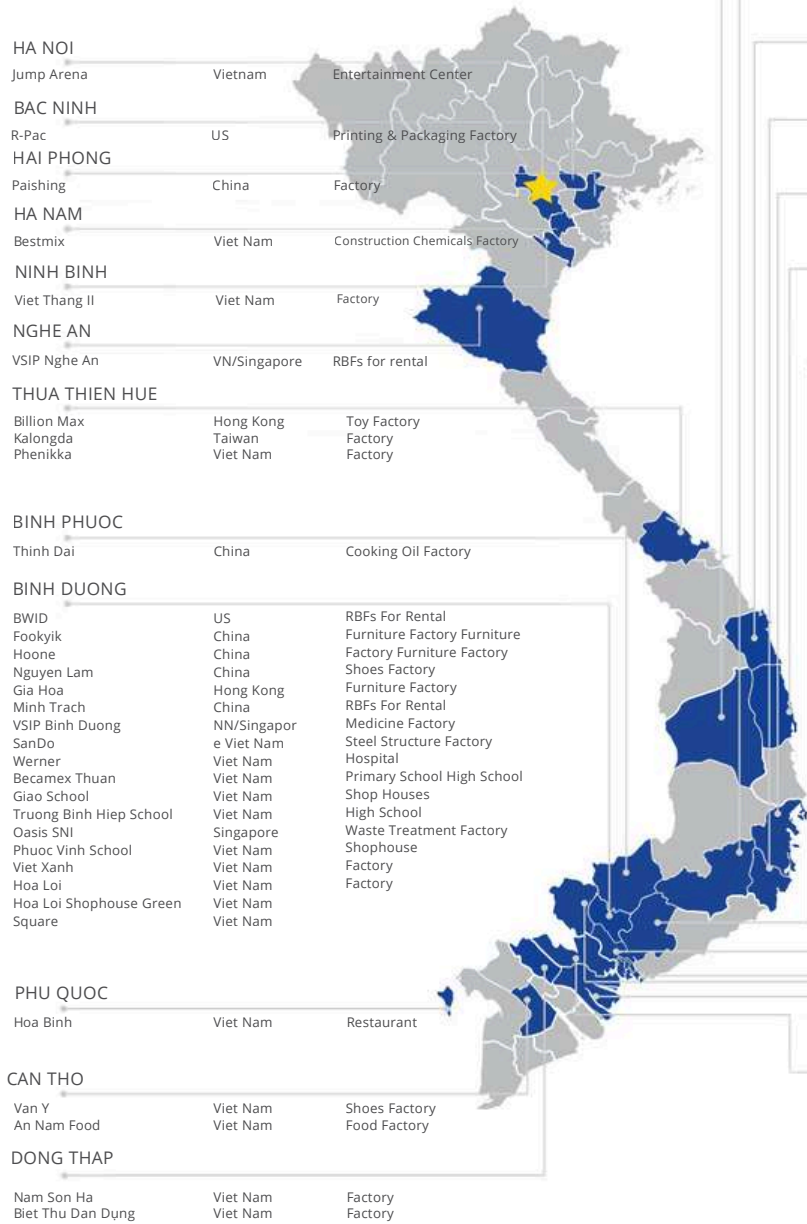 HA NOI
Jump Arena Vietnam Entertainment Center
BAC NINH
R-Pac US Printing & Packaging Factory
HAI PHONG
Paishing China Factory
HA NAM
Bestmix Viet Nam Construction Chemicals Factory
NINH BINH
Viet Thang II Viet Nam Factory
NGHE AN
VSIP Nghe An VN/Singapore RBFs for rental
THUA THIEN HUE
Billion Max Hong Kong Toy Factory
Kalongda Taiwan Factory
Phenikka Viet Nam Factory
BINH PHUOC
Thinh Dai China Cooking Oil Factory
BINH DUONG
BWID US RBFs For Rental
Fookyik China Furniture Factory Furniture
Hoone China Factory Furniture Factory
Nguyen Lam China Shoes Factory
Gia Hoa Hong Kong Furniture Factory
Minh Trach China RBFs For Rental
VSIP Binh Duong NN/Singapor Medicine Factory
SanDo e Viet Nam Steel Structure Factory
Werner Viet Nam Hospital
Becamex Thuan Viet Nam Primary School High School
Giao School Viet Nam Shop Houses
Truong Binh Hiep School Viet Nam High School
Oasis SNI Singapore Waste Treatment Factory
Phuoc Vinh School Viet Nam Shophouse
Viet Xanh Viet Nam Factory
Hoa Loi Viet Nam Factory
Hoa Loi Shophouse Green Viet Nam
Square Viet Nam
PHU QUOC
Hoa Binh Viet Nam Restaurant
CAN THO
Van Y Viet Nam Shoes Factory
An Nam Food Viet Nam Food Factory
DONG THAP
Nam Son Ha Viet Nam Factory
Biet Thu Dan Dụng Viet Nam Factory